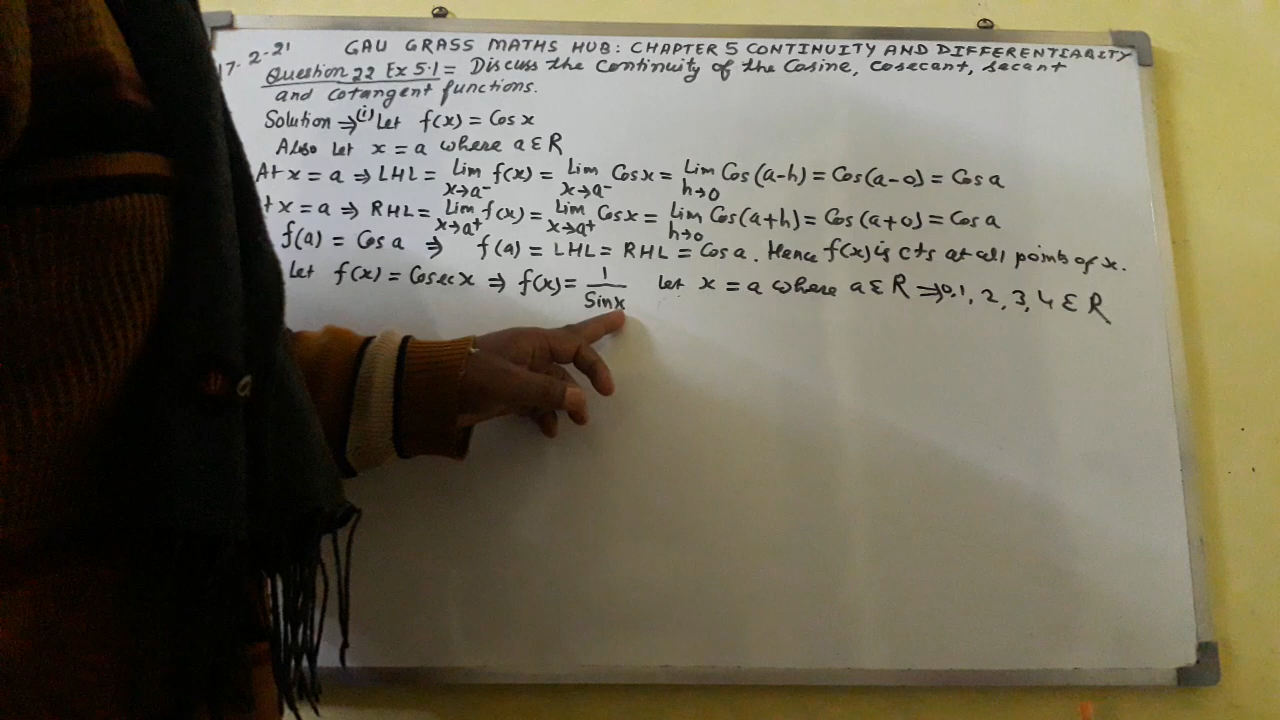 17-2-21 GAU GRASS MATHS HUB: CHAPTER 5 CONTINUITY AND DIFFERENTIABLITY
Question 22 Ex 5.1 = Discuss the Continuity of the Cosine, cosecant, secant
and cotangent functions.
Solution ⇒ (i) Let f(x) = Cos x
Also let x = a where a ε R
At x = a ⇒ LHL = Lim x→a⁻ f(x) = Lim x→a⁻ Cosx = Lim h→0 Cos(a-h) = Cos(a-0) = Cos a
t x = a ⇒ RHL = Lim x→a⁺ f(x) = Lim x→a⁺ Cosx = Lim h→0 Cos(a+h) = Cos(a+0) = Cos a
f(a) = Cos a ⇒ f(a) = LHL = RHL = Cos a. Hence f(x) is cts at all points of x.
Let f(x) = Cosec x ⇒ f(x) = 1/Sinx Let x = a where a ε R ⇒ 0, 1, 2, 3, 4 ε R